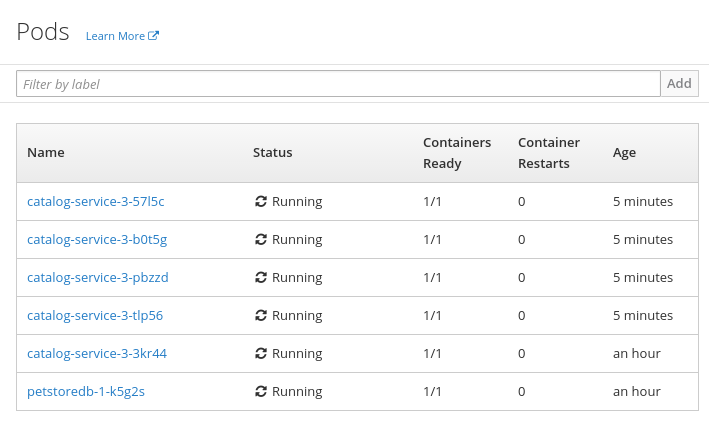 Pods Learn More
Filter by label Add
Name Status Containers Ready Container Restarts Age
catalog-service-3-57l5c Running 1/1 0 5 minutes
catalog-service-3-b0t5g Running 1/1 0 5 minutes
catalog-service-3-pbzzd Running 1/1 0 5 minutes
catalog-service-3-tlp56 Running 1/1 0 5 minutes
catalog-service-3-3kr44 Running 1/1 0 an hour
petstoredb-1-k5g2s Running 1/1 0 an hour